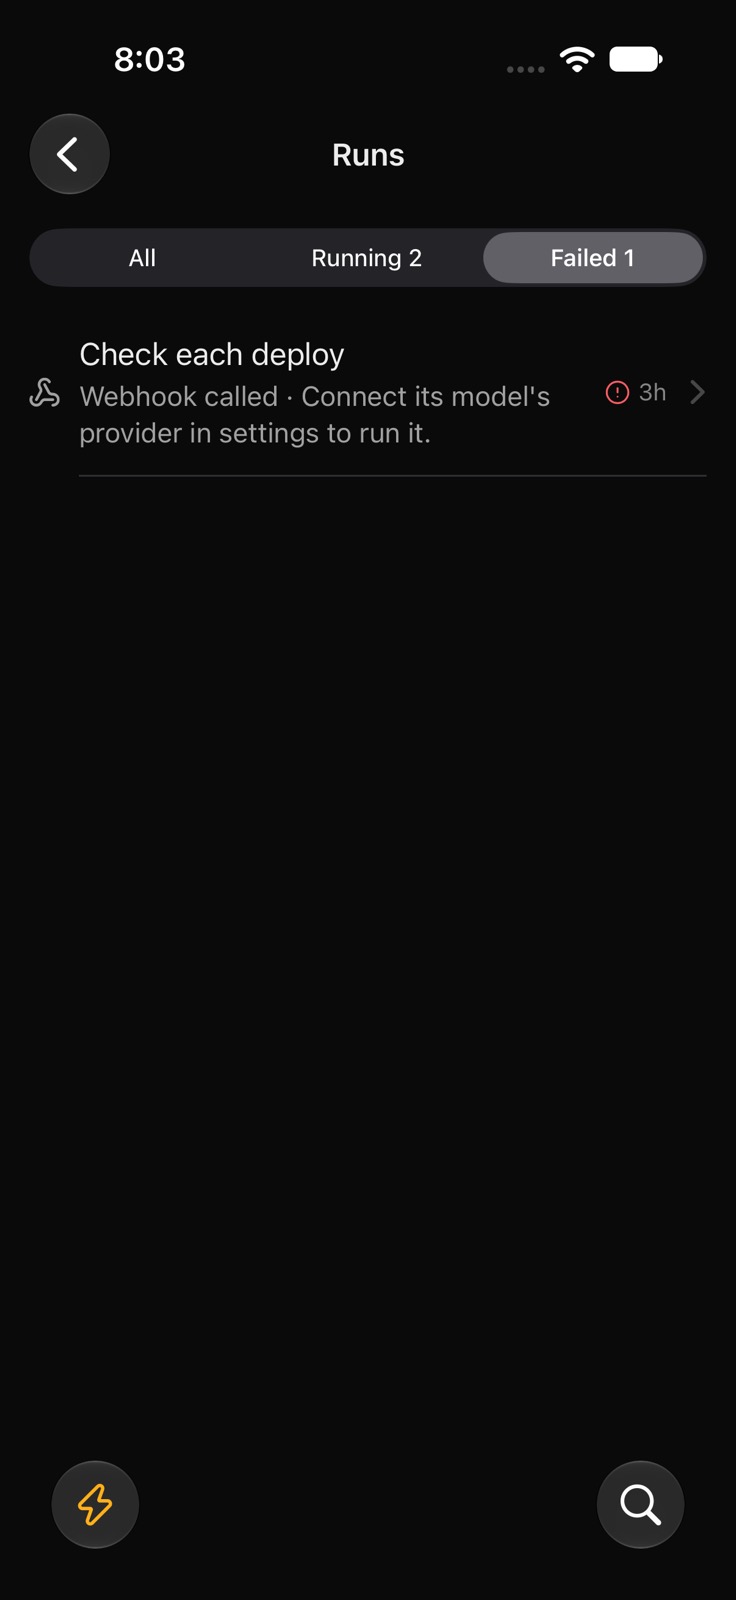 8:03
Runs
All
Running 2
Failed 1
Check each deploy
Webhook called · Connect its model's
provider in settings to run it.
3h